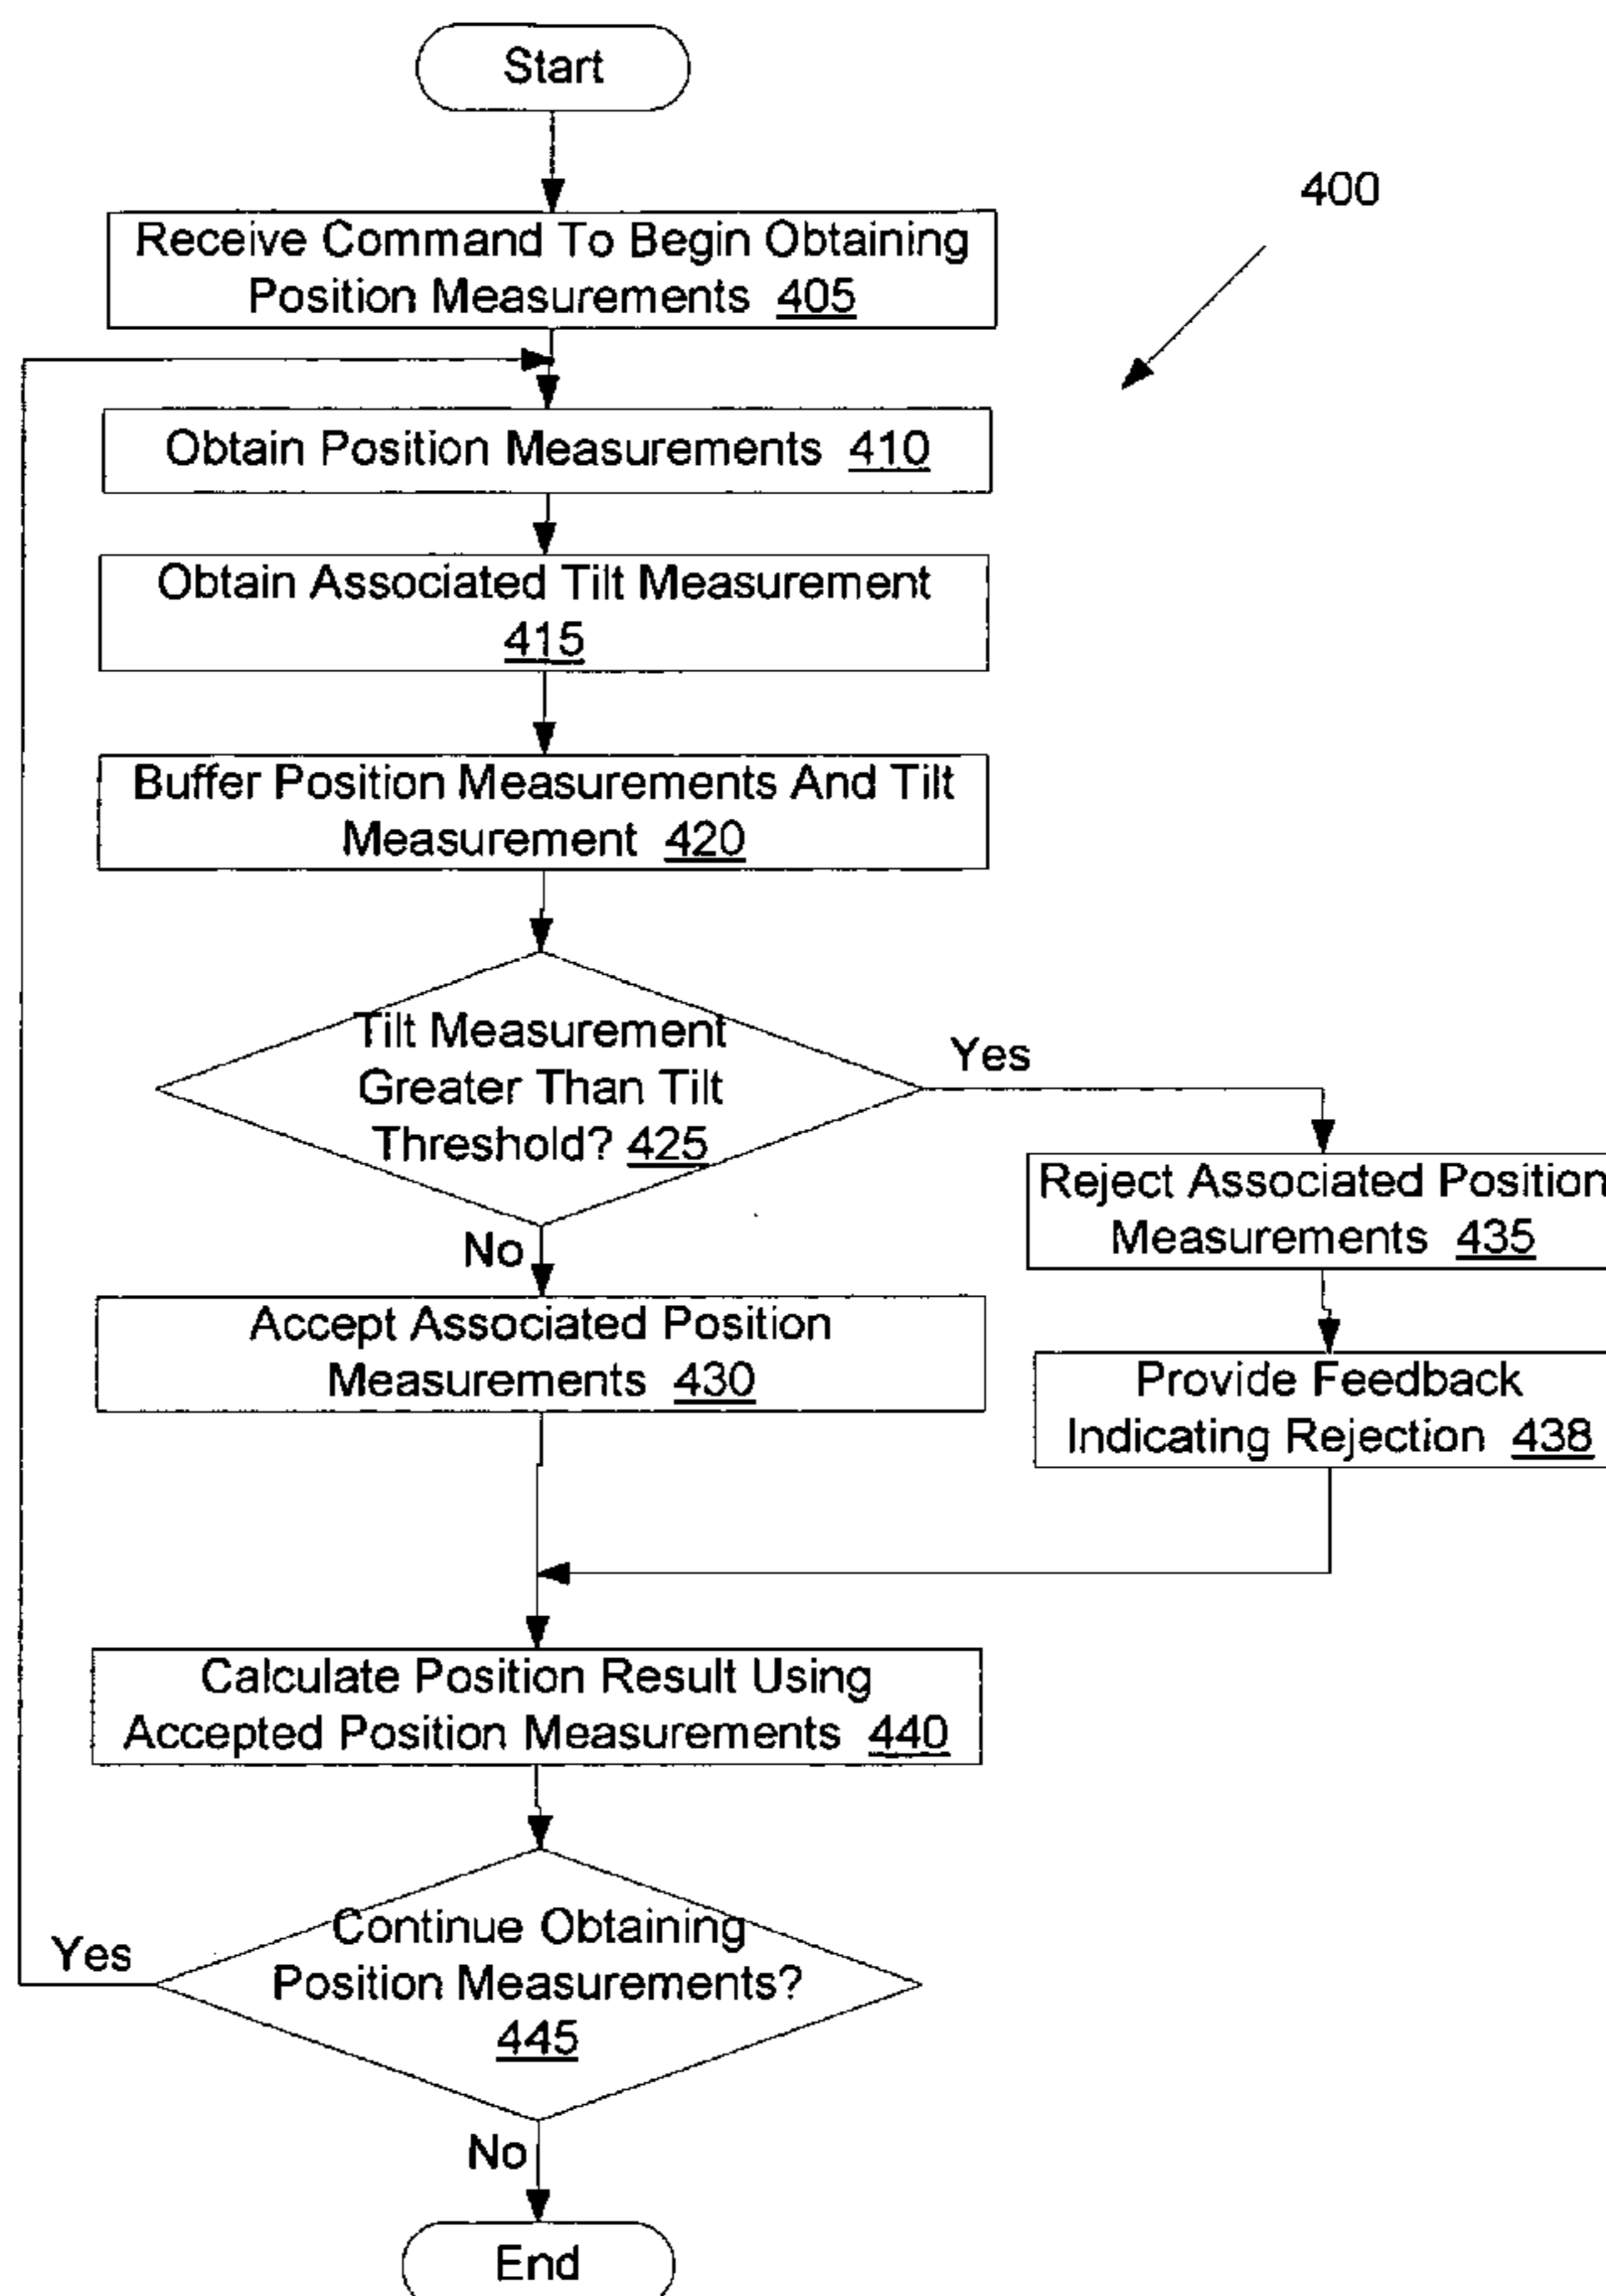 Start
400
Receive Command To Begin Obtaining
Position Measurements 405
Obtain Position Measurements 410
Obtain Associated Tilt Measurement
415
Buffer Position Measurements And Tilt
Measurement 420
Tilt Measurement
Greater Than Tilt
Threshold? 425
Yes
No
Reject Associated Position
Measurements 435
Accept Associated Position
Measurements 430
Provide Feedback
Indicating Rejection 438
Calculate Position Result Using
Accepted Position Measurements 440
Continue Obtaining
Position Measurements?
445
Yes
No
End